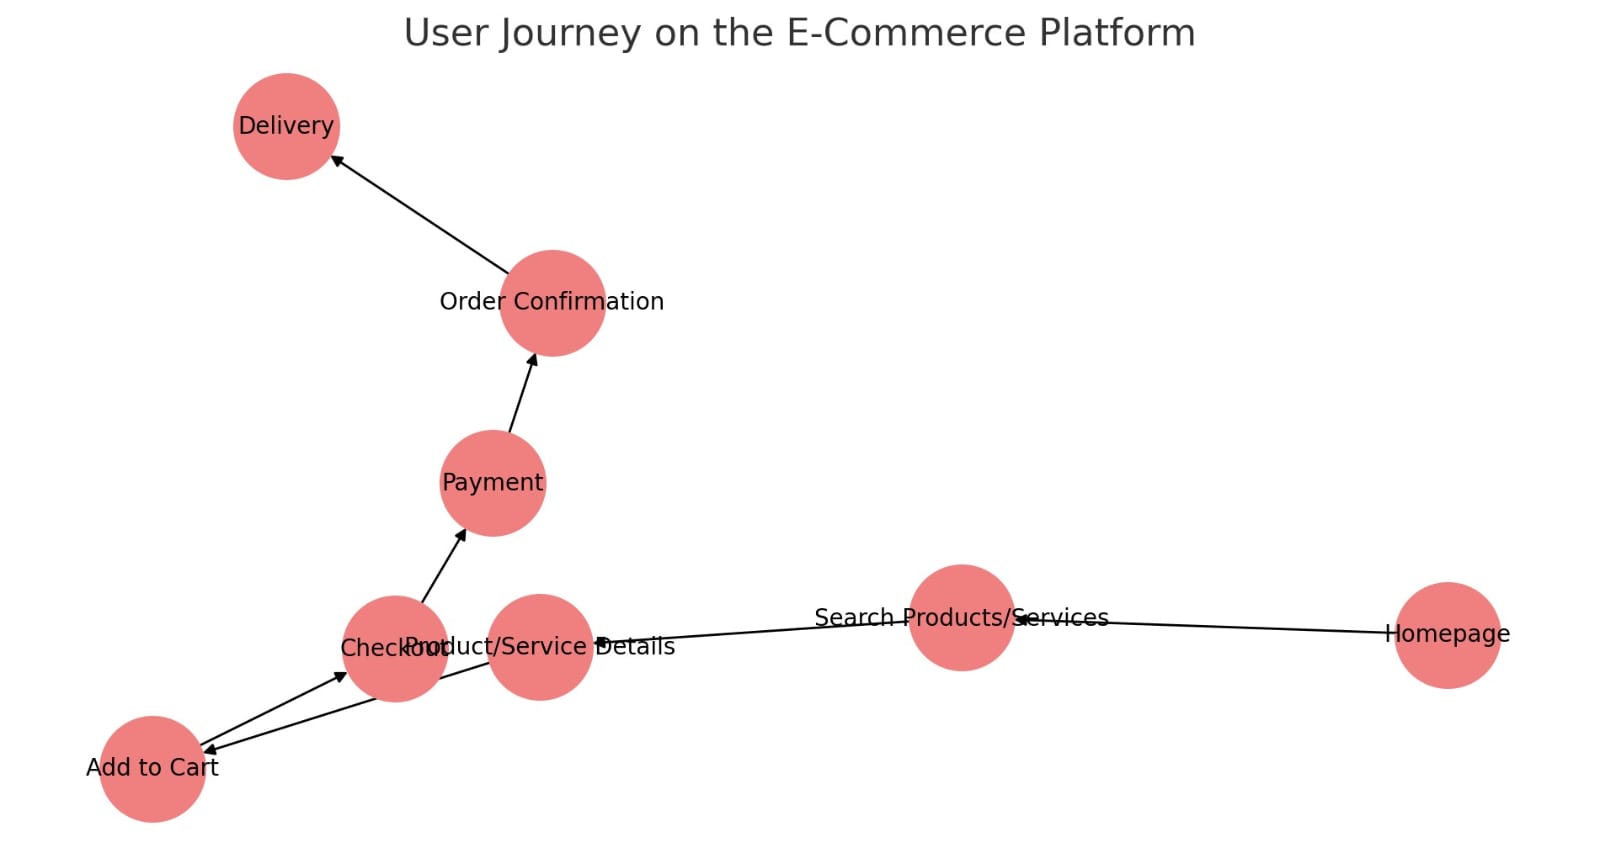 User Journey on the E-Commerce Platform
Delivery
Order Confirmation
Payment
Search Products/Services
Homepage
Checkout
Product/Service Details
Add to Cart